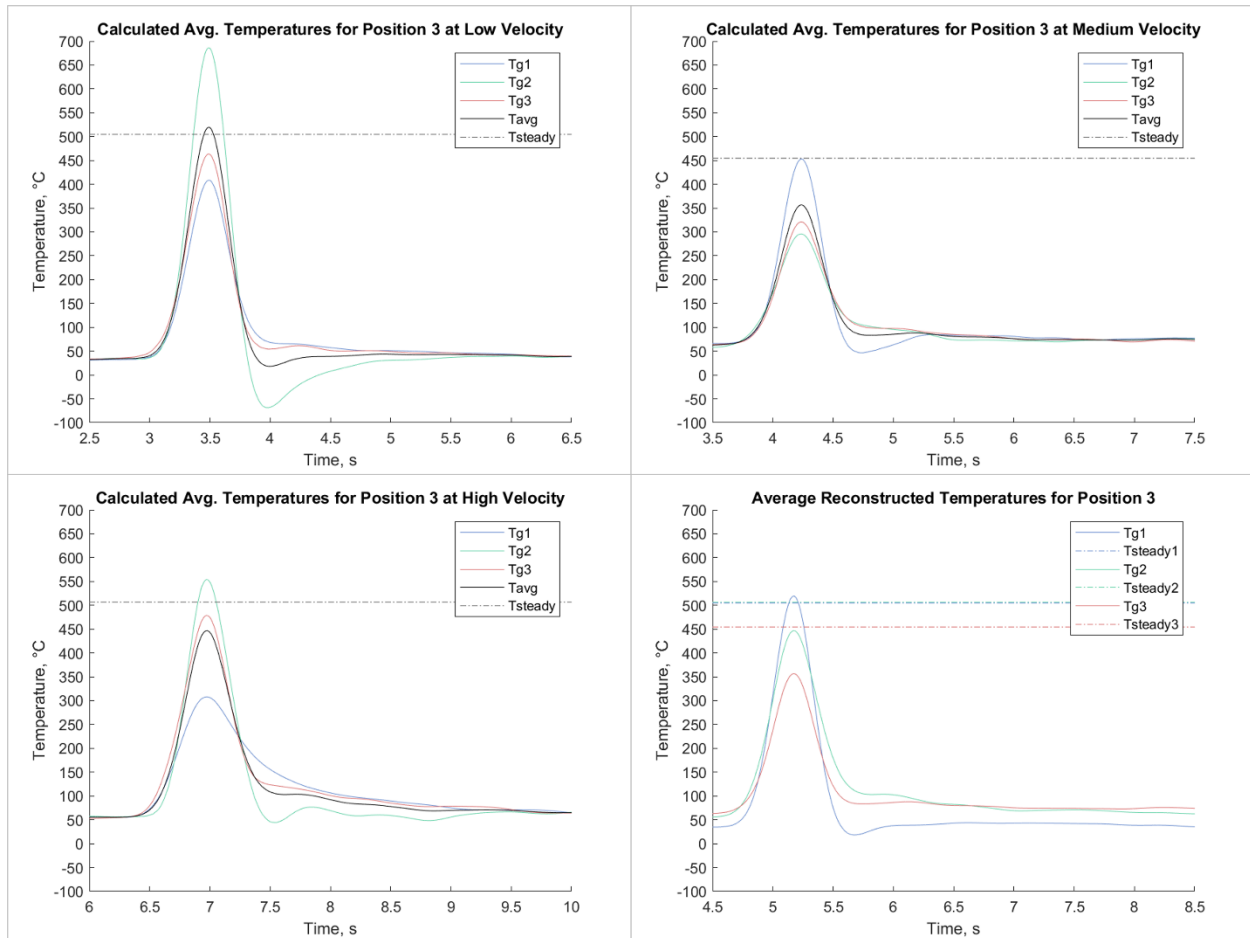 Calculated Avg. Temperatures for Position 3 at Low Velocity
700
650
600
550
500
450
400
350
300
250
200
150
100
50
0
-50
-100
Temperature, °C
2.5 3 3.5 4 4.5 5 5.5 6 6.5
Time, s
Tg1
Tg2
Tg3
Tavg
Tsteady
Calculated Avg. Temperatures for Position 3 at Medium Velocity
700
650
600
550
500
450
400
350
300
250
200
150
100
50
0
-50
-100
Temperature, °C
3.5 4 4.5 5 5.5 6 6.5 7 7.5
Time, s
Tg1
Tg2
Tg3
Tavg
Tsteady
Calculated Avg. Temperatures for Position 3 at High Velocity
700
650
600
550
500
450
400
350
300
250
200
150
100
50
0
-50
-100
Temperature, °C
6 6.5 7 7.5 8 8.5 9 9.5 10
Time, s
Tg1
Tg2
Tg3
Tavg
Tsteady
Average Reconstructed Temperatures for Position 3
700
650
600
550
500
450
400
350
300
250
200
150
100
50
0
-50
-100
Temperature, °C
4.5 5 5.5 6 6.5 7 7.5 8 8.5
Time, s
Tg1
Tsteady1
Tg2
Tsteady2
Tg3
Tsteady3